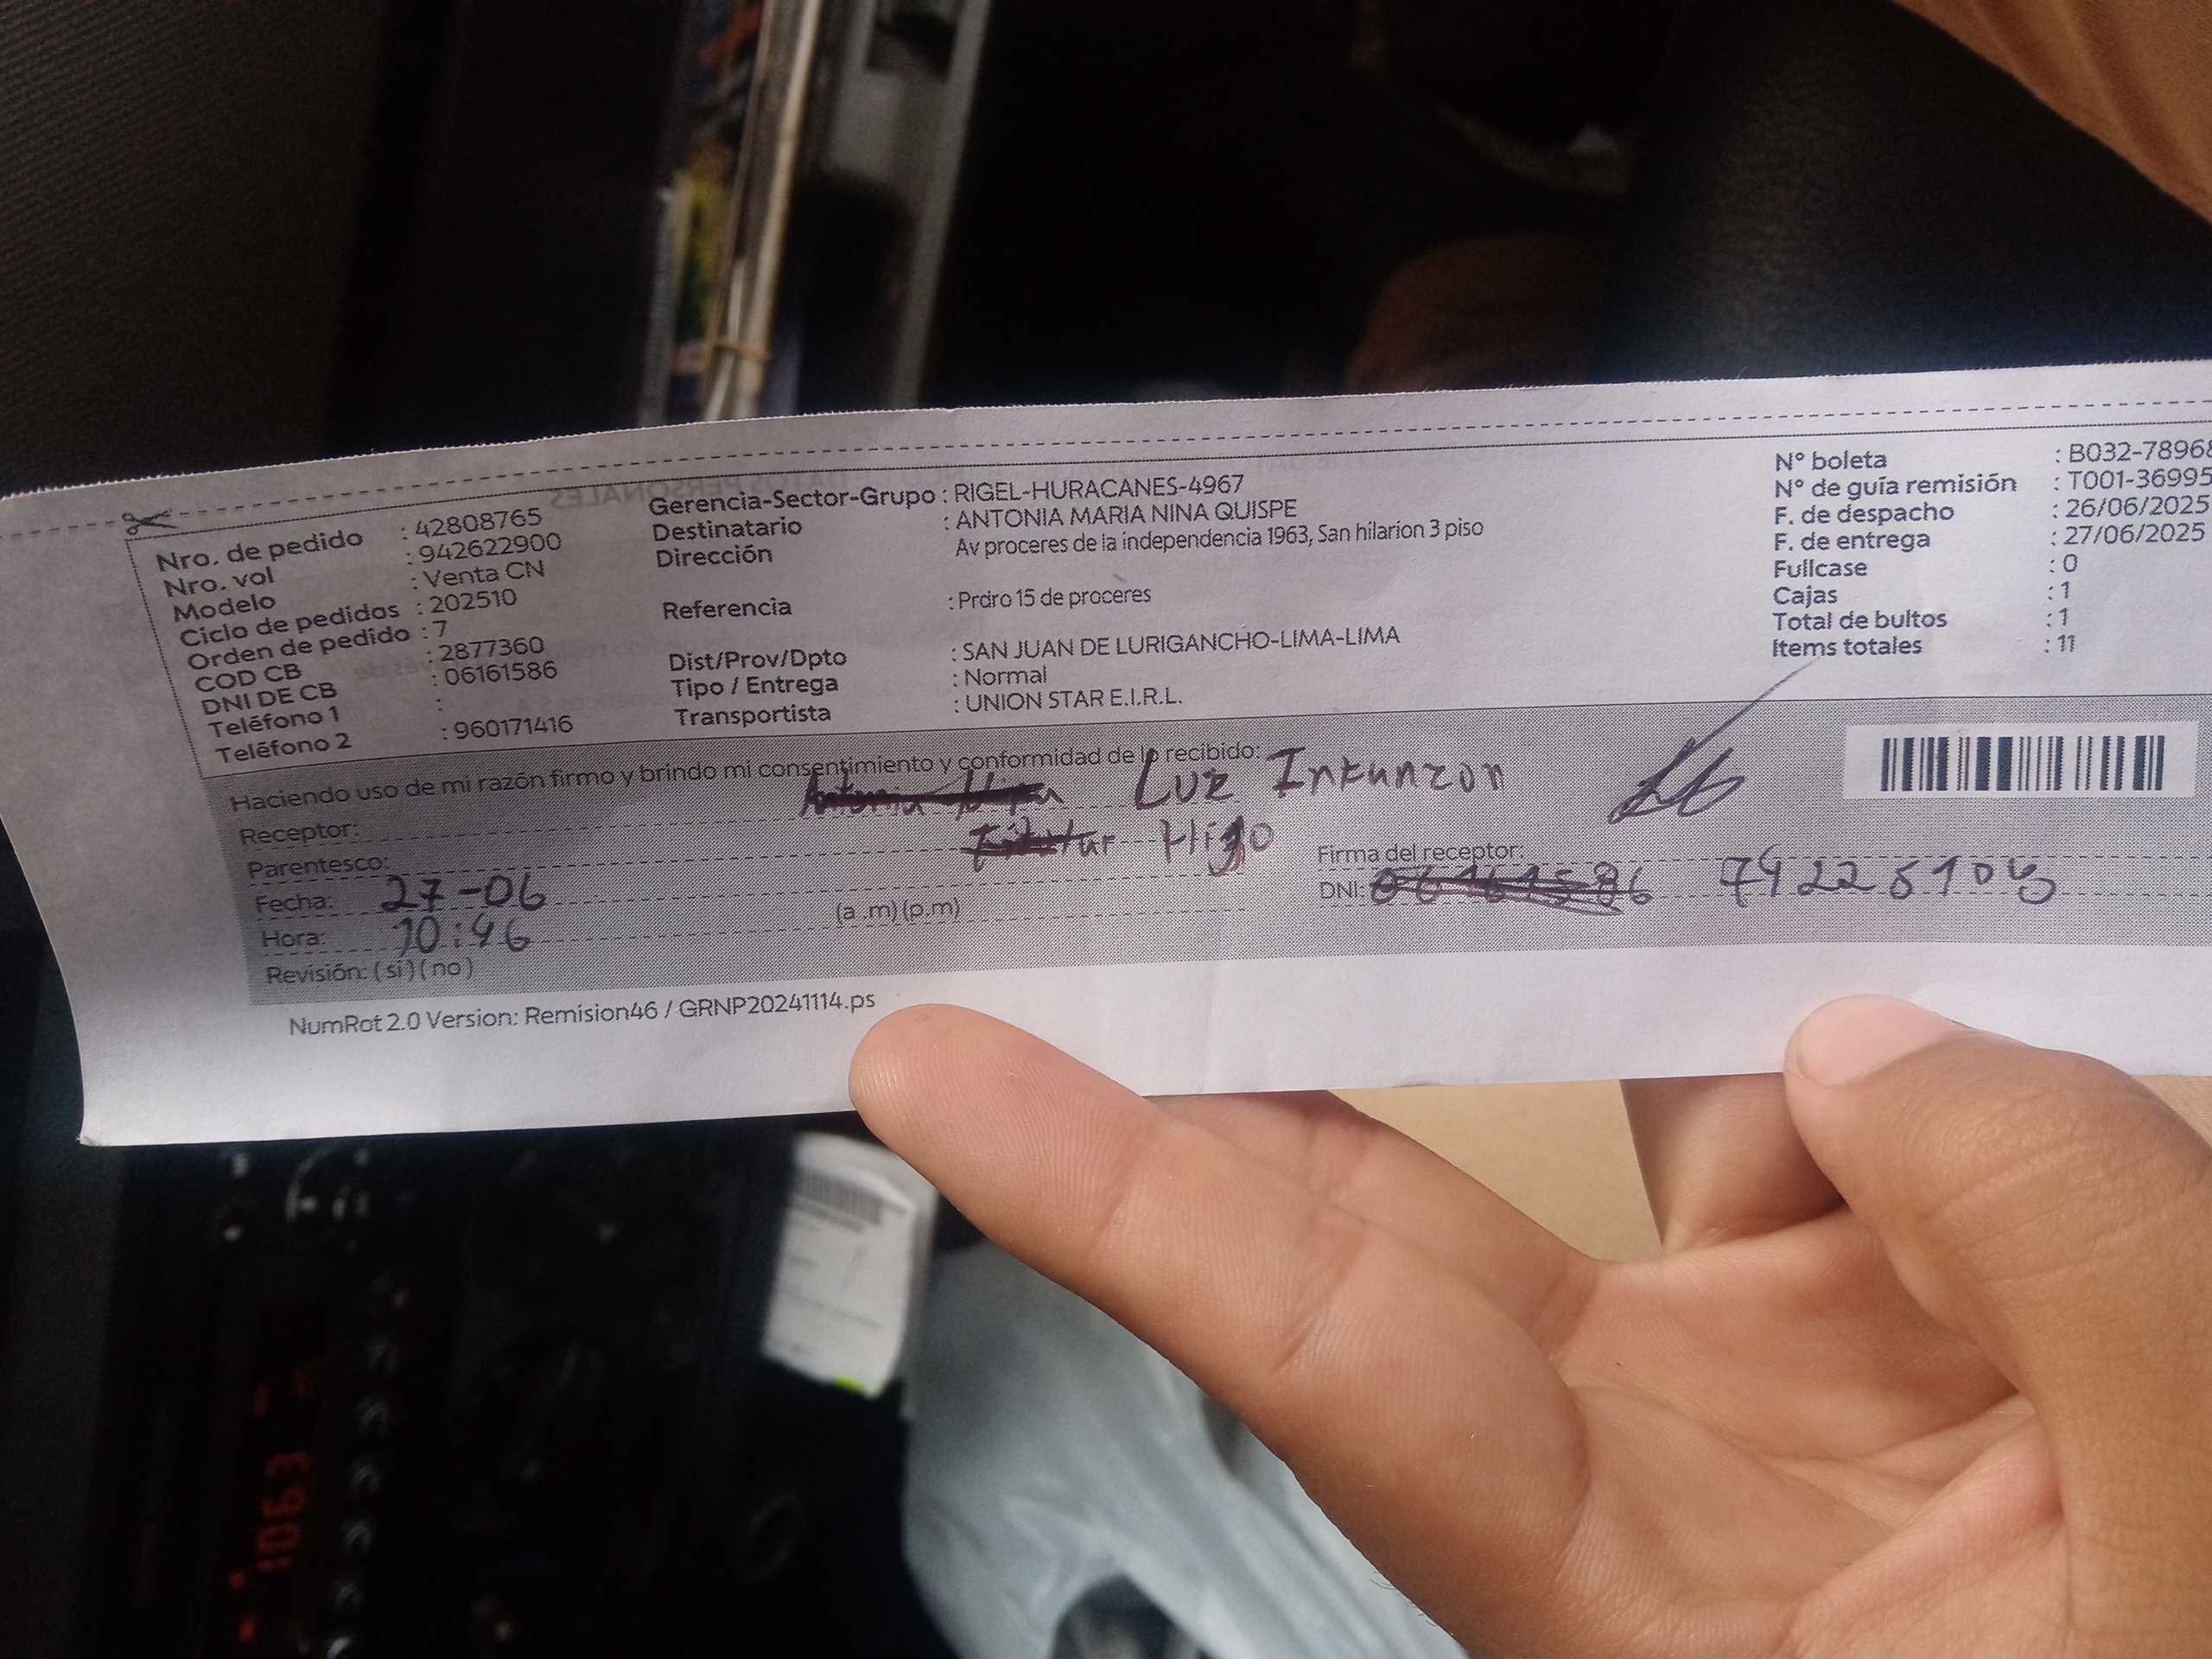 Nro. de pedido : 42808765
Nro. vol : 942622900
Modelo : Venta CN
Ciclo de pedidos : 202510
Orden de pedido : 7
COD CB : 2877360
DNI DE CB : 06161586
Teléfono 1 :
Teléfono 2 : 960171416
Gerencia-Sector-Grupo : RIGEL-HURACANES-4967
Destinatario : ANTONIA MARIA NINA QUISPE
Dirección Av proceres de la independencia 1963, San hilarion 3 piso
Referencia : Prdro 15 de proceres
Dist/Prov/Dpto : SAN JUAN DE LURIGANCHO-LIMA-LIMA
Tipo / Entrega : Normal
Transportista : UNION STAR E.I.R.L.
N° boleta : B032-78968
N° de guía remisión : T001-36995
F. de despacho : 26/06/2025
F. de entrega : 27/06/2025
Fullcase : 0
Cajas : 1
Total de bultos : 1
Items totales : 11
Haciendo uso de mi razón firmo y brindo mi consentimiento y conformidad de lo recibido:
Receptor: Luz
Parentesco: Hijo
Firma del receptor:
Fecha: 27-06
DNI:
Hora: 10:46 (a .m) (p.m)
Revisión: ( si ) ( no )
NumRot 2.0 Version: Remision46 / GRNP20241114.ps
1063